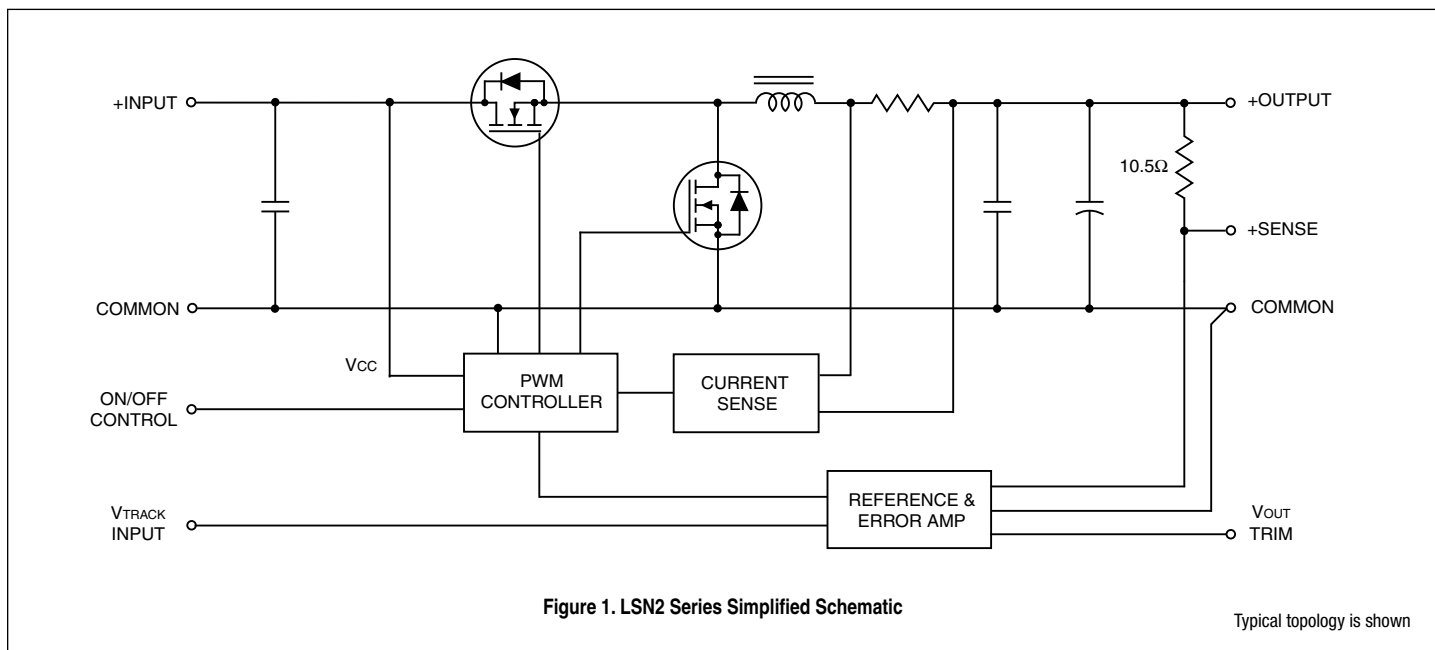 +INPUT
+OUTPUT
10.5Ω
+SENSE
COMMON
COMMON
VCC
PWM
CONTROLLER
CURRENT
SENSE
ON/OFF
CONTROL
REFERENCE &
ERROR AMP
VTRACK
INPUT
VOUT
TRIM
Figure 1. LSN2 Series Simplified Schematic
Typical topology is shown